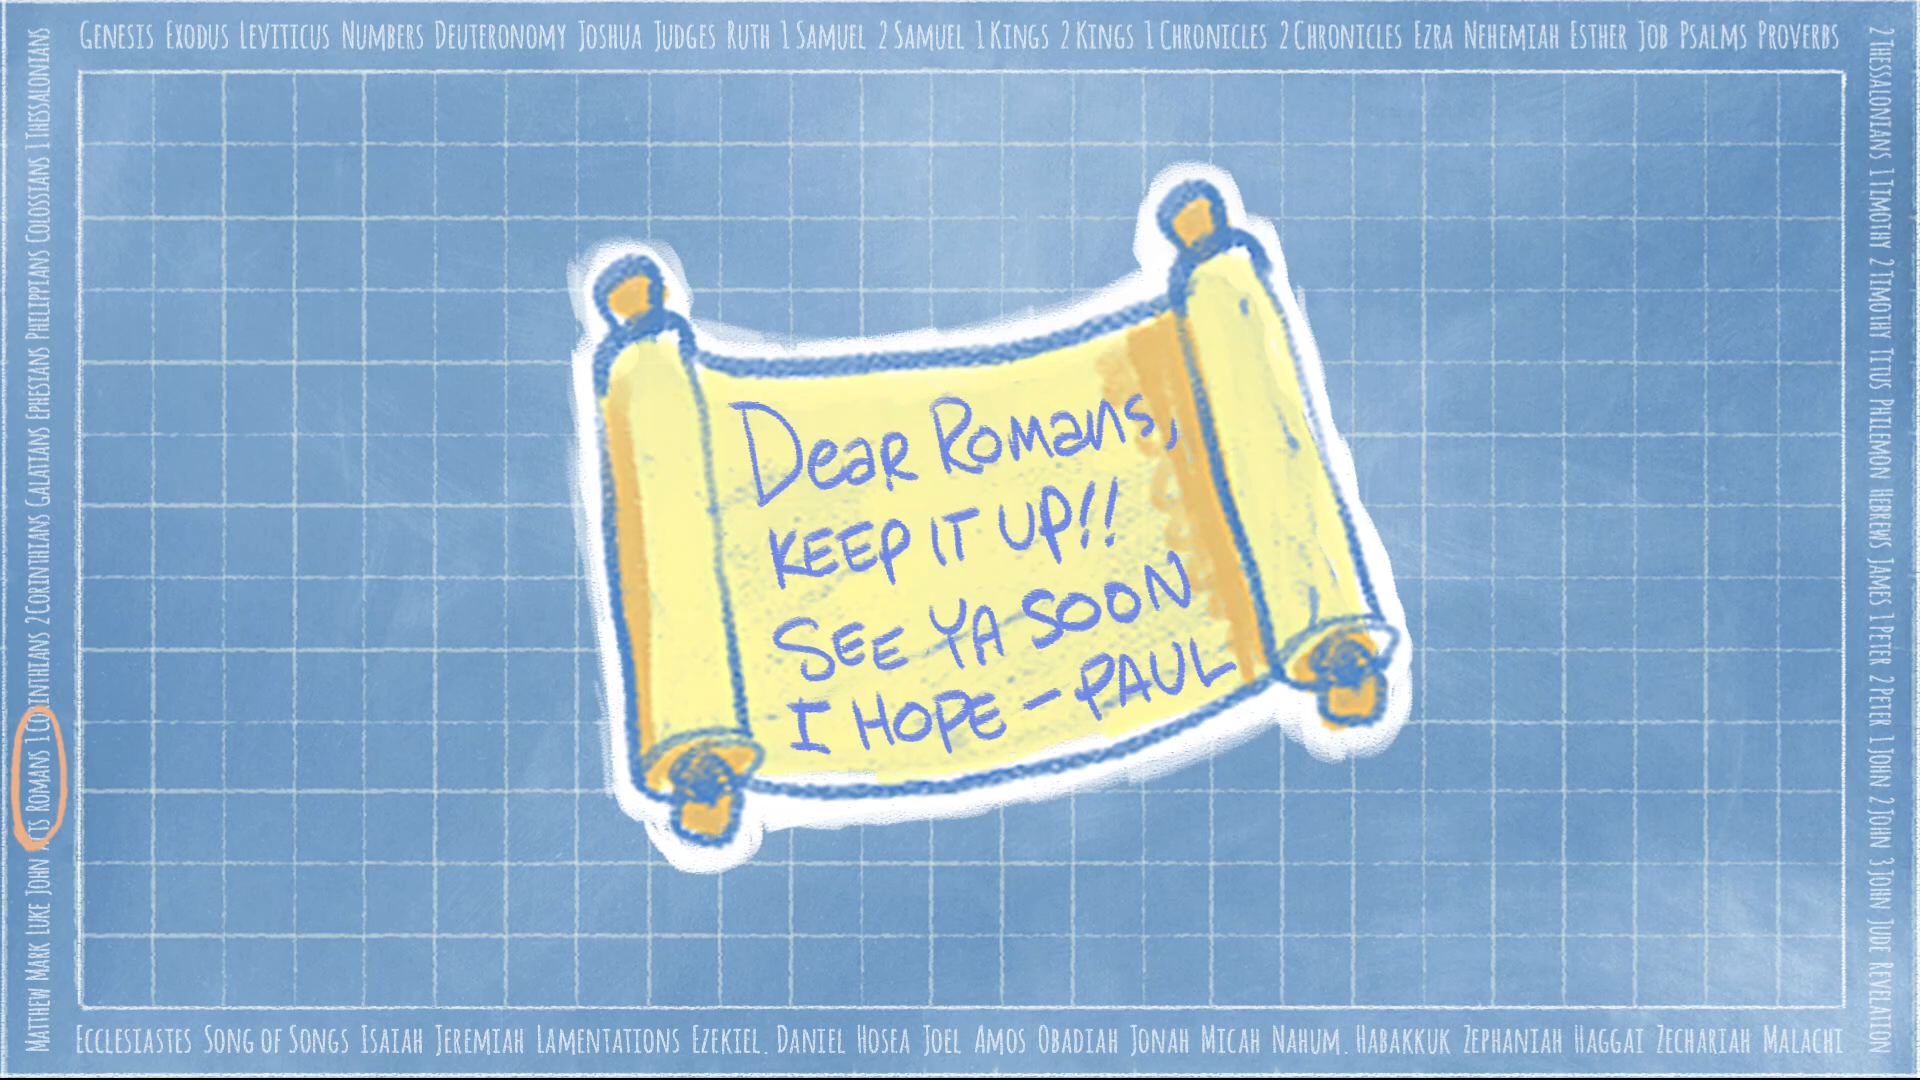 GENESIS EXODUS LEVITICUS NUMBERS DEUTERONOMY JOSHUA JUDGES RUTH 1 SAMUEL 2 SAMUEL 1 KINGS 2 KINGS 1 CHRONICLES 2 CHRONICLES EZRA NEHEMIAH ESTHER JOB PSALMS PROVERBS
Dear Romans,
KEEP IT UP!!
SEE YA SOON
I HOPE - PAUL
ECCLESIASTES SONG OF SONGS ISAIAH JEREMIAH LAMENTATIONS EZEKIEL. DANIEL HOSEA JOEL AMOS OBADIAH JONAH MICAH NAHUM. HABAKKUK ZEPHANIAH HAGGAI ZECHARIAH MALACHI
MATTHEW MARK LUKE JOHN ACTS ROMANS 1 COINTHIANS 2 CORINTHIANS GALATIANS EPHESIANS PHILIPPIANS COLOSSIANS 1 THESSALONIANS
2 THESSALONIANS 1 TIMOTHY 2 TIMOTHY TITUS PHILEMON HEBREWS JAMES 1 PETER 2 PETER 1 JOHN 2 JOHN 3 JOHN JUDE REVELATION